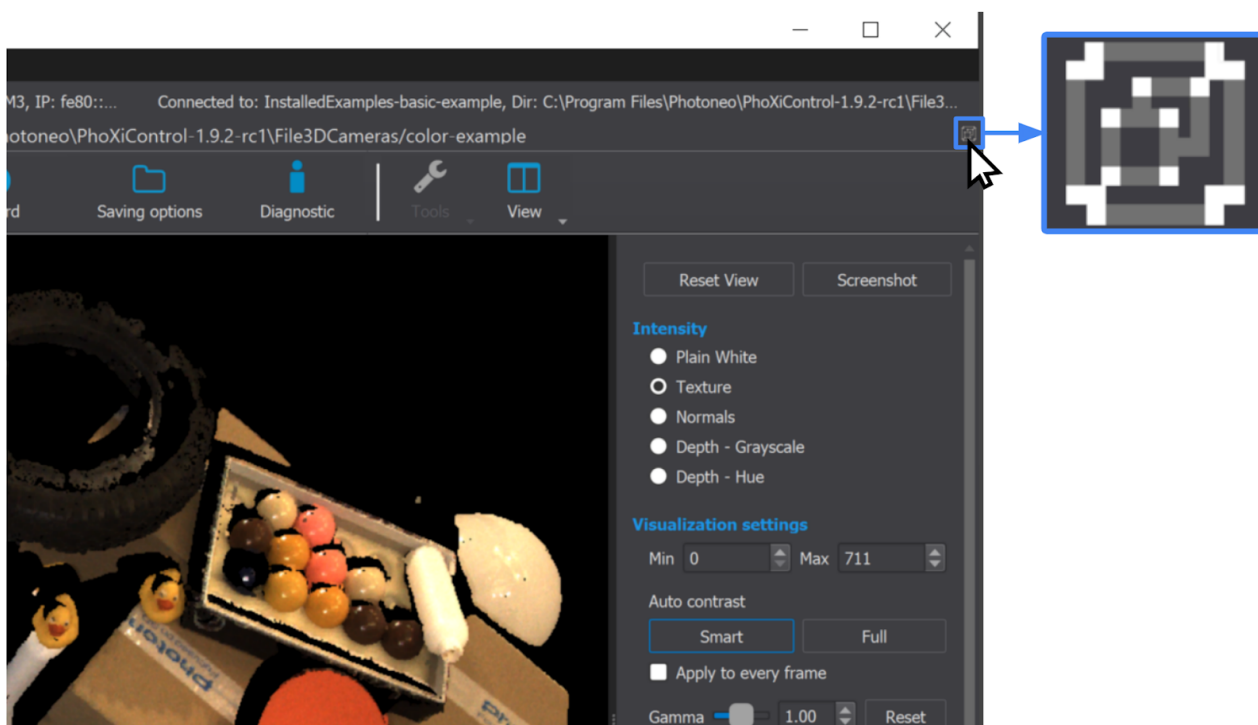 M3, IP: fe80::... Connected to: InstalledExamples-basic-example, Dir: C:\Program Files\Photoneo\PhoXiControl-1.9.2-rc1\File3...
otoneo\PhoXiControl-1.9.2-rc1\File3DCameras/color-example
rd Saving options Diagnostic Tools View
Reset View Screenshot
Intensity
Plain White
Texture
Normals
Depth - Grayscale
Depth - Hue
Visualization settings
Min 0 Max 711
Auto contrast
Smart Full
Apply to every frame
Gamma 1.00 Reset
photon